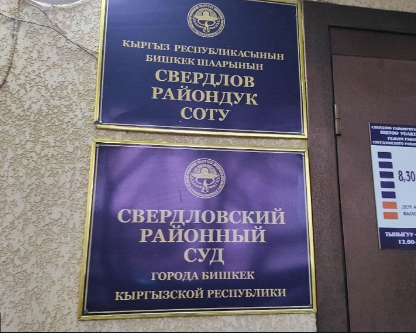 КЫРГЫЗ РЕСПУБЛИКАСЫНЫН
БИШКЕК ШААРЫНЫН
СВЕРДЛОВ
РАЙОНДУК
СОТУ
СВЕРДЛОВСКИЙ
РАЙОННЫЙ
СУД
ГОРОДА БИШКЕК
КЫРГЫЗСКОЙ РЕСПУБЛИКИ
8,30